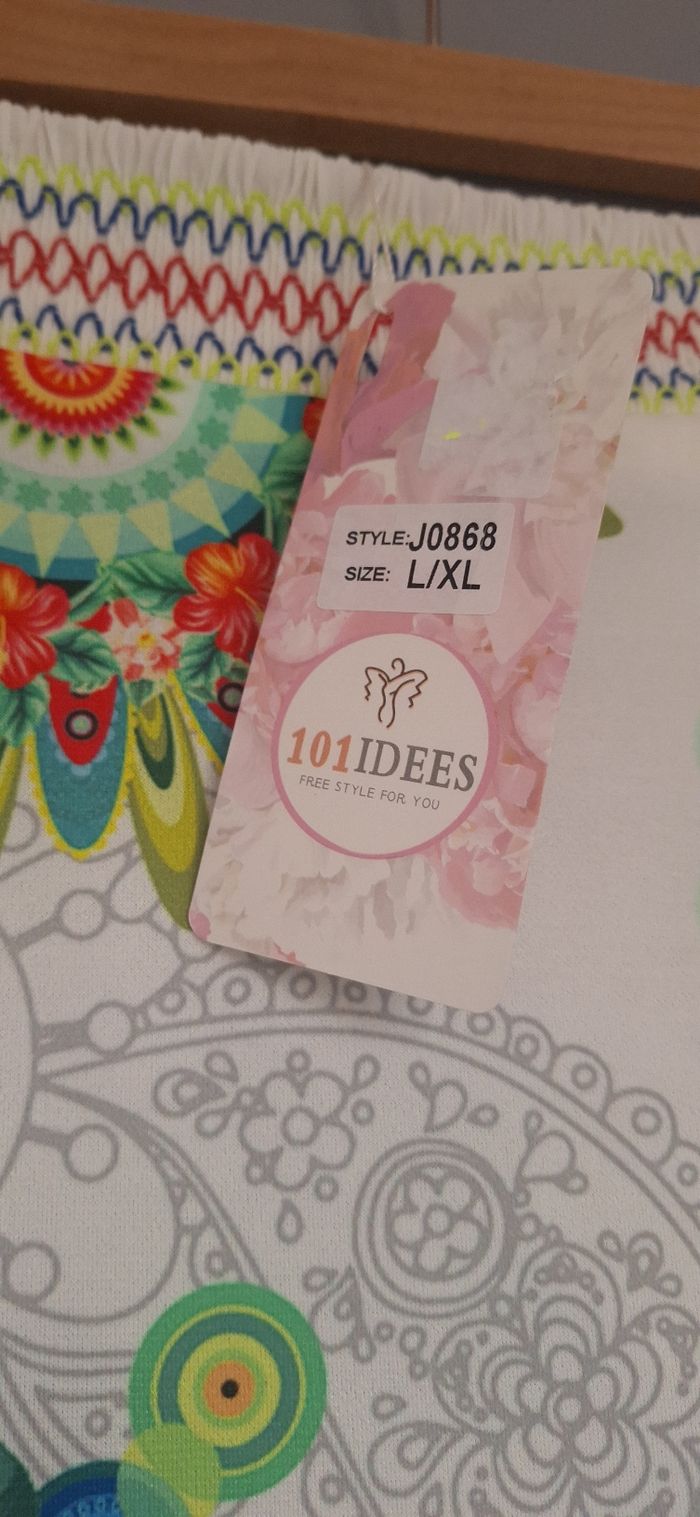 STYLE:J0868
SIZE: L/XL
101IDEES
FREE STYLE FOR YOU